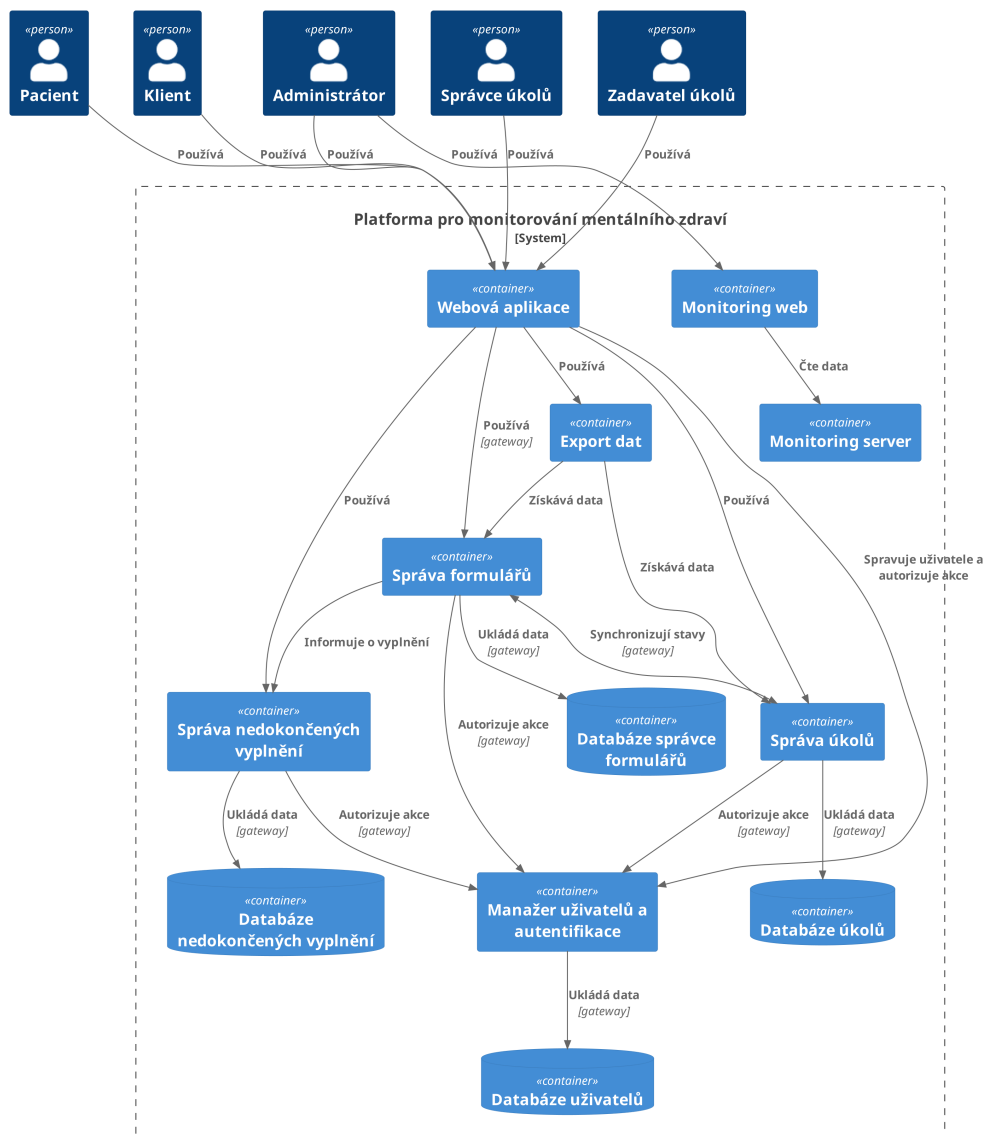 «person»
Pacient
«person»
Klient
«person»
Administrátor
«person»
Správce úkolů
«person»
Zadavatel úkolů
Používá
Používá
Používá
Používá
Používá
Používá
Platforma pro monitorování mentálního zdraví
[System]
«container»
Webová aplikace
«container»
Monitoring web
Používá
Čte data
Používá
[gateway]
«container»
Export dat
«container»
Monitoring server
Používá
Získává data
Používá
Spravuje uživatele a
autorizuje akce
«container»
Správa formulářů
Získává data
Informuje o vyplnění
Ukládá data
[gateway]
Synchronizují stavy
[gateway]
«container»
Správa nedokončených
vyplnění
Autorizuje akce
[gateway]
«container»
Databáze správce
formulářů
«container»
Správa úkolů
Ukládá data
[gateway]
Autorizuje akce
[gateway]
Autorizuje akce
[gateway]
Ukládá data
[gateway]
«container»
Databáze
nedokončených vyplnění
«container»
Manažer uživatelů a
autentifikace
«container»
Databáze úkolů
Ukládá data
[gateway]
«container»
Databáze uživatelů